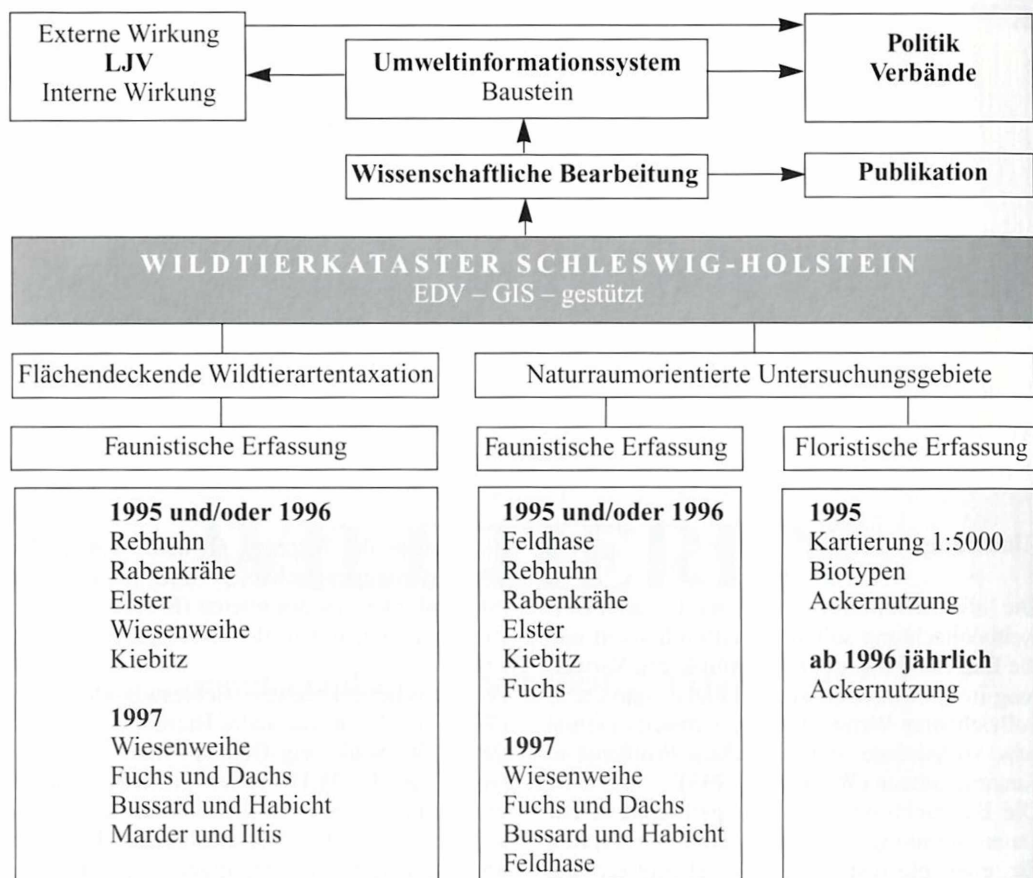 Externe Wirkung
LJV
Interne Wirkung
Umweltinformationssystem
Baustein
Politik
Verbände
Wissenschaftliche Bearbeitung
Publikation
WILDTIERKATASTER SCHLESWIG-HOLSTEIN
EDV – GIS – gestützt
Flächendeckende Wildtierartentaxation
Naturraumorientierte Untersuchungsgebiete
Faunistische Erfassung
Faunistische Erfassung
Floristische Erfassung
1995 und/oder 1996
Rebhuhn
Rabenkrähe
Elster
Wiesenweihe
Kiebitz
1997
Wiesenweihe
Fuchs und Dachs
Bussard und Habicht
Marder und Iltis
1995 und/oder 1996
Feldhase
Rebhuhn
Rabenkrähe
Elster
Kiebitz
Fuchs
1997
Wiesenweihe
Fuchs und Dachs
Bussard und Habicht
Feldhase
1995
Kartierung 1:5000
Biotypen
Ackernutzung
ab 1996 jährlich
Ackernutzung